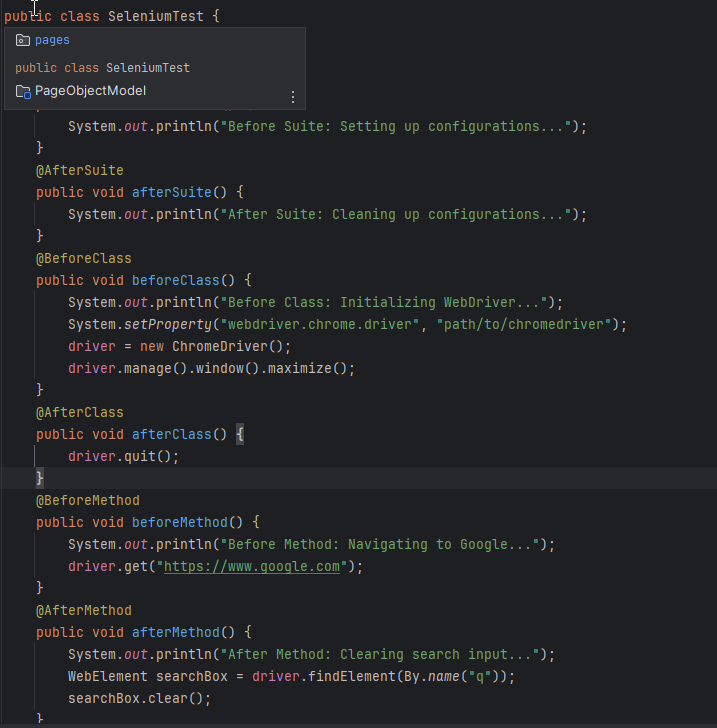 public class SeleniumTest {
pages
public class SeleniumTest
PageObjectModel
System.out.println("Before Suite: Setting up configurations...");
}
@AfterSuite
public void afterSuite() {
System.out.println("After Suite: Cleaning up configurations...");
}
@BeforeClass
public void beforeClass() {
System.out.println("Before Class: Initializing WebDriver...");
System.setProperty("webdriver.chrome.driver", "path/to/chromedriver");
driver = new ChromeDriver();
driver.manage().window().maximize();
}
@AfterClass
public void afterClass() {
driver.quit();
}
@BeforeMethod
public void beforeMethod() {
System.out.println("Before Method: Navigating to Google...");
driver.get("https://www.google.com");
}
@AfterMethod
public void afterMethod() {
System.out.println("After Method: Clearing search input...");
WebElement searchBox = driver.findElement(By.name("q"));
searchBox.clear();
}